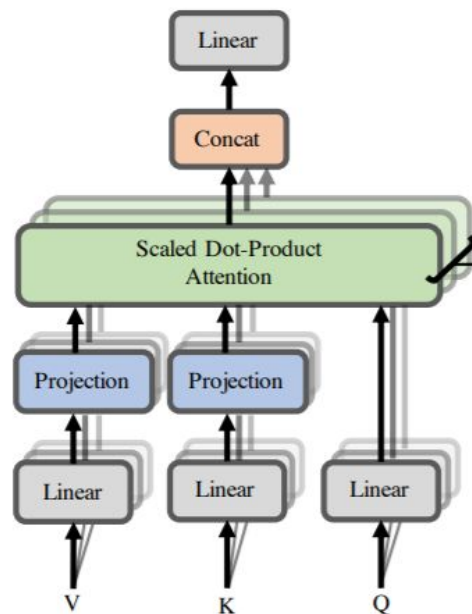 Linear
Concat
Scaled Dot-Product
Attention
Projection Projection
Linear Linear Linear
V K Q